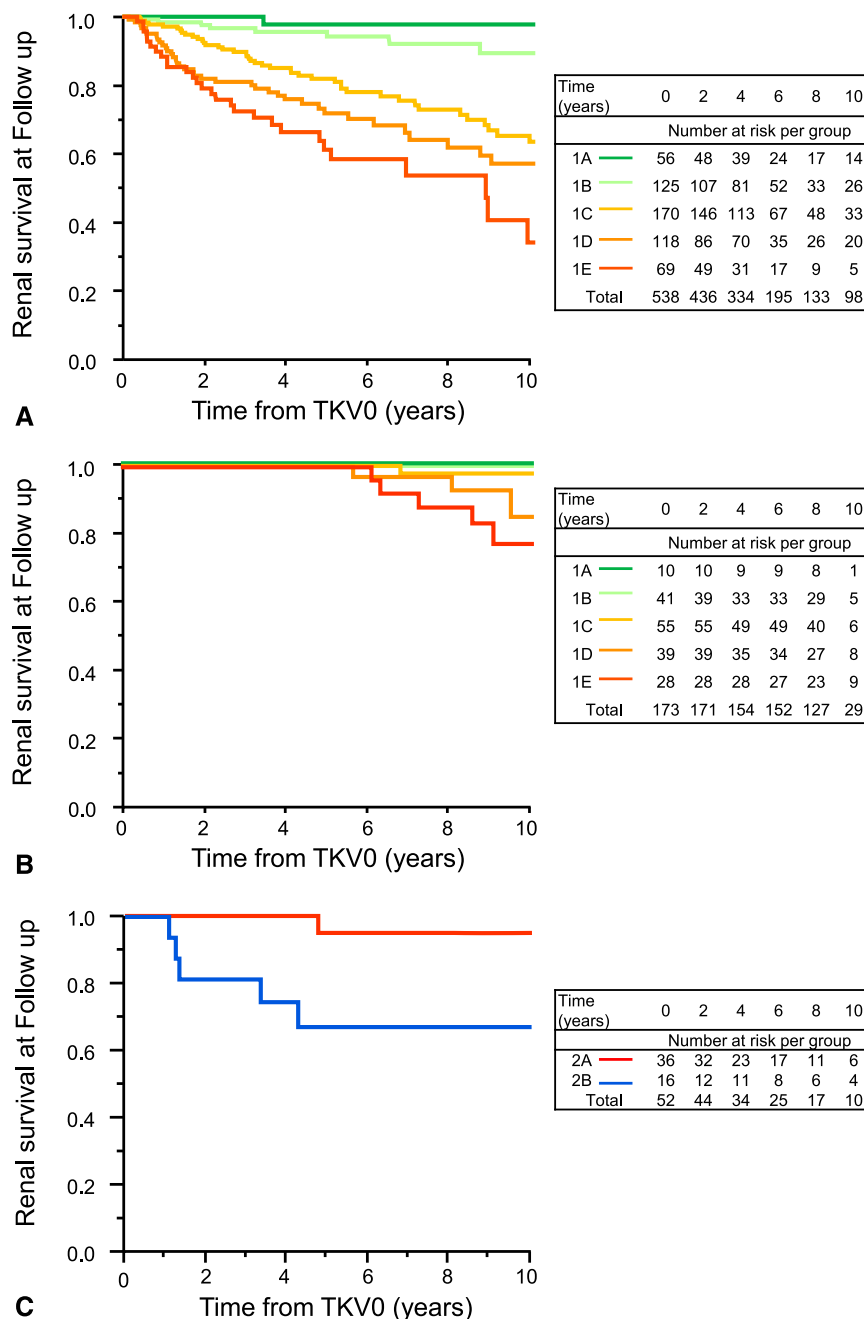 1.0
0.8
0.6
0.4
0.2
0.0
Renal survival at Follow up
0 2 4 6 8 10
Time from TKV0 (years)
A
Time (years) 0 2 4 6 8 10
Number at risk per group
1A 56 48 39 24 17 14
1B 125 107 81 52 33 26
1C 170 146 113 67 48 33
1D 118 86 70 35 26 20
1E 69 49 31 17 9 5
Total 538 436 334 195 133 98
1.0
0.8
0.6
0.4
0.2
0.0
Renal survival at Follow up
0 2 4 6 8 10
Time from TKV0 (years)
B
Time (years) 0 2 4 6 8 10
Number at risk per group
1A 10 10 9 9 8 1
1B 41 39 33 33 29 5
1C 55 55 49 49 40 6
1D 39 39 35 34 27 8
1E 28 28 28 27 23 9
Total 173 171 154 152 127 29
1.0
0.8
0.6
0.4
0.2
0.0
Renal survival at Follow up
0 2 4 6 8 10
Time from TKV0 (years)
C
Time (years) 0 2 4 6 8 10
Number at risk per group
2A 36 32 23 17 11 6
2B 16 12 11 8 6 4
Total 52 44 34 25 17 10